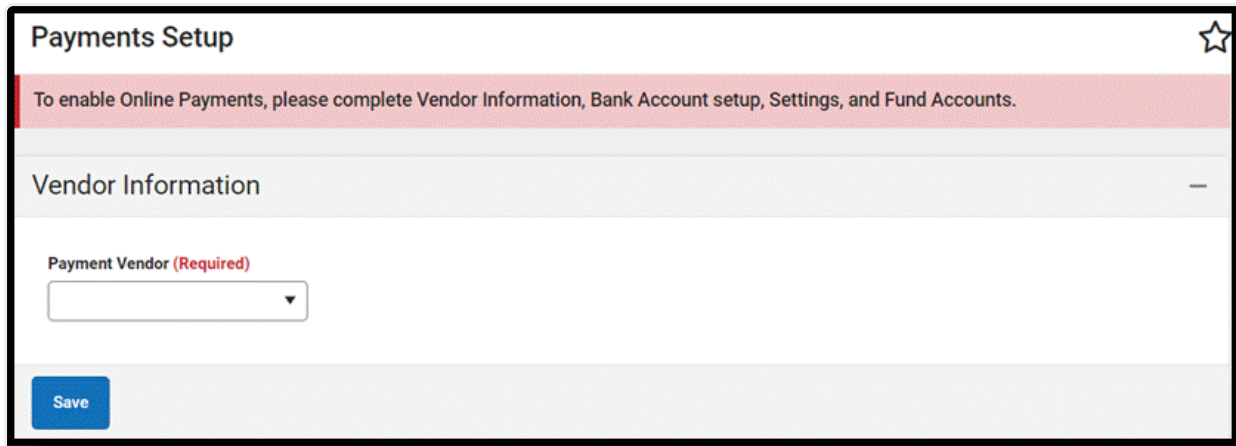 Payments Setup
To enable Online Payments, please complete Vendor Information, Bank Account setup, Settings, and Fund Accounts.
Vendor Information
Payment Vendor (Required)
Save